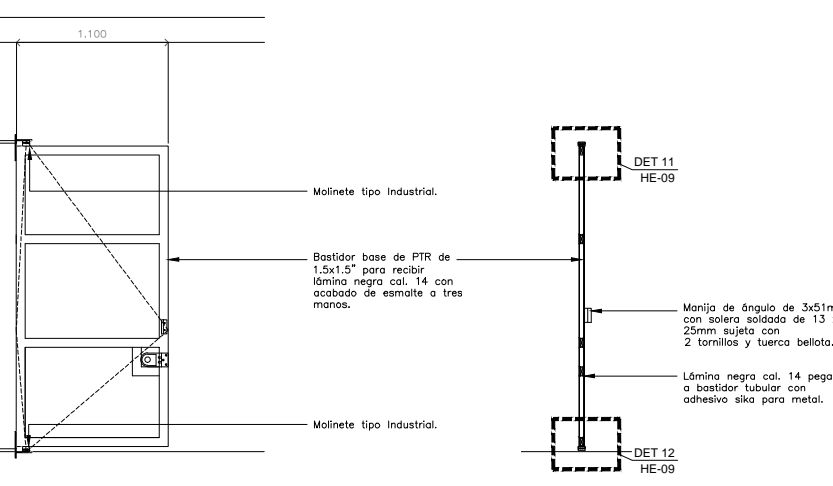 1.100
Molinete tipo Industrial.
Bastidor base de PTR de
1.5x1.5" para recibir
lámina negra cal. 14 con
acabado de esmalte a tres
manos.
Molinete tipo Industrial.
DET 11
HE-09
Manija de ángulo de 3x51m
con solera soldada de 13
25mm sujeta con
2 tornillos y tuerca bellota.
Lámina negra cal. 14 pega
a bastidor tubular con
adhesivo sika para metal.
DET 12
HE-09